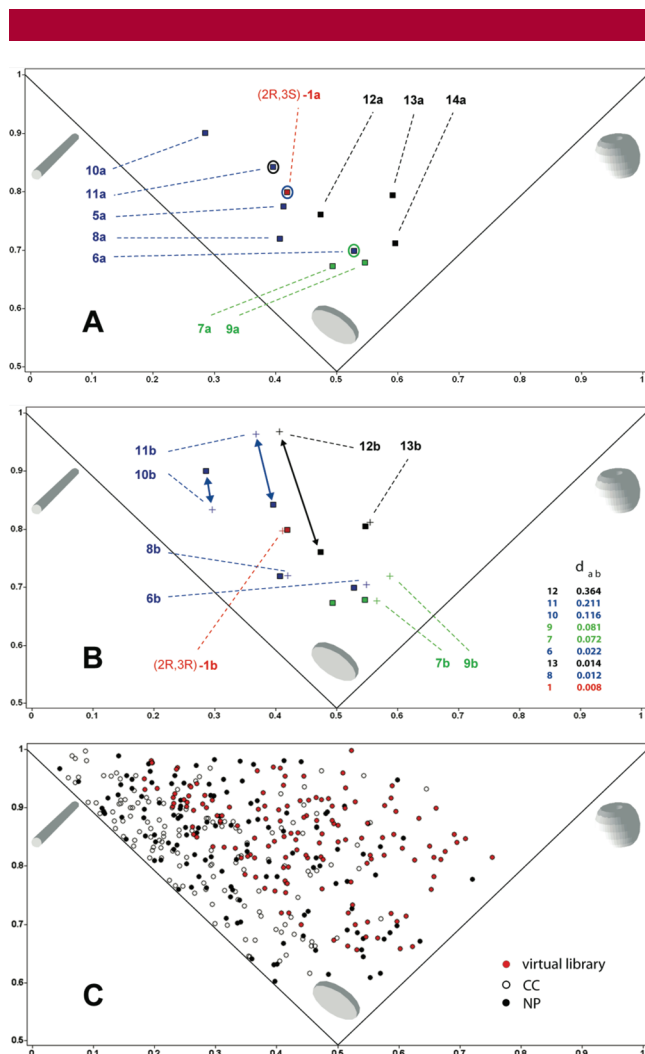 1
0.9
0.8
0.7
0.6
0.5
(2R,3S) -1a
12a
13a
14a
10a
11a
5a
8a
6a
7a 9a
A
0 0.1 0.2 0.3 0.4 0.5 0.6 0.7 0.8 0.9 1
1
0.9
0.8
0.7
0.6
0.5
11b
10b
12b
13b
8b
6b
(2R,3R) -1b
7b 9b
B
d a b
12 0.364
11 0.211
10 0.116
9 0.081
7 0.072
6 0.022
13 0.014
8 0.012
1 0.008
0 0.1 0.2 0.3 0.4 0.5 0.6 0.7 0.8 0.9 1
1
0.9
0.8
0.7
0.6
0.5
C
virtual library
CC
NP
0 0.1 0.2 0.3 0.4 0.5 0.6 0.7 0.8 0.9 1